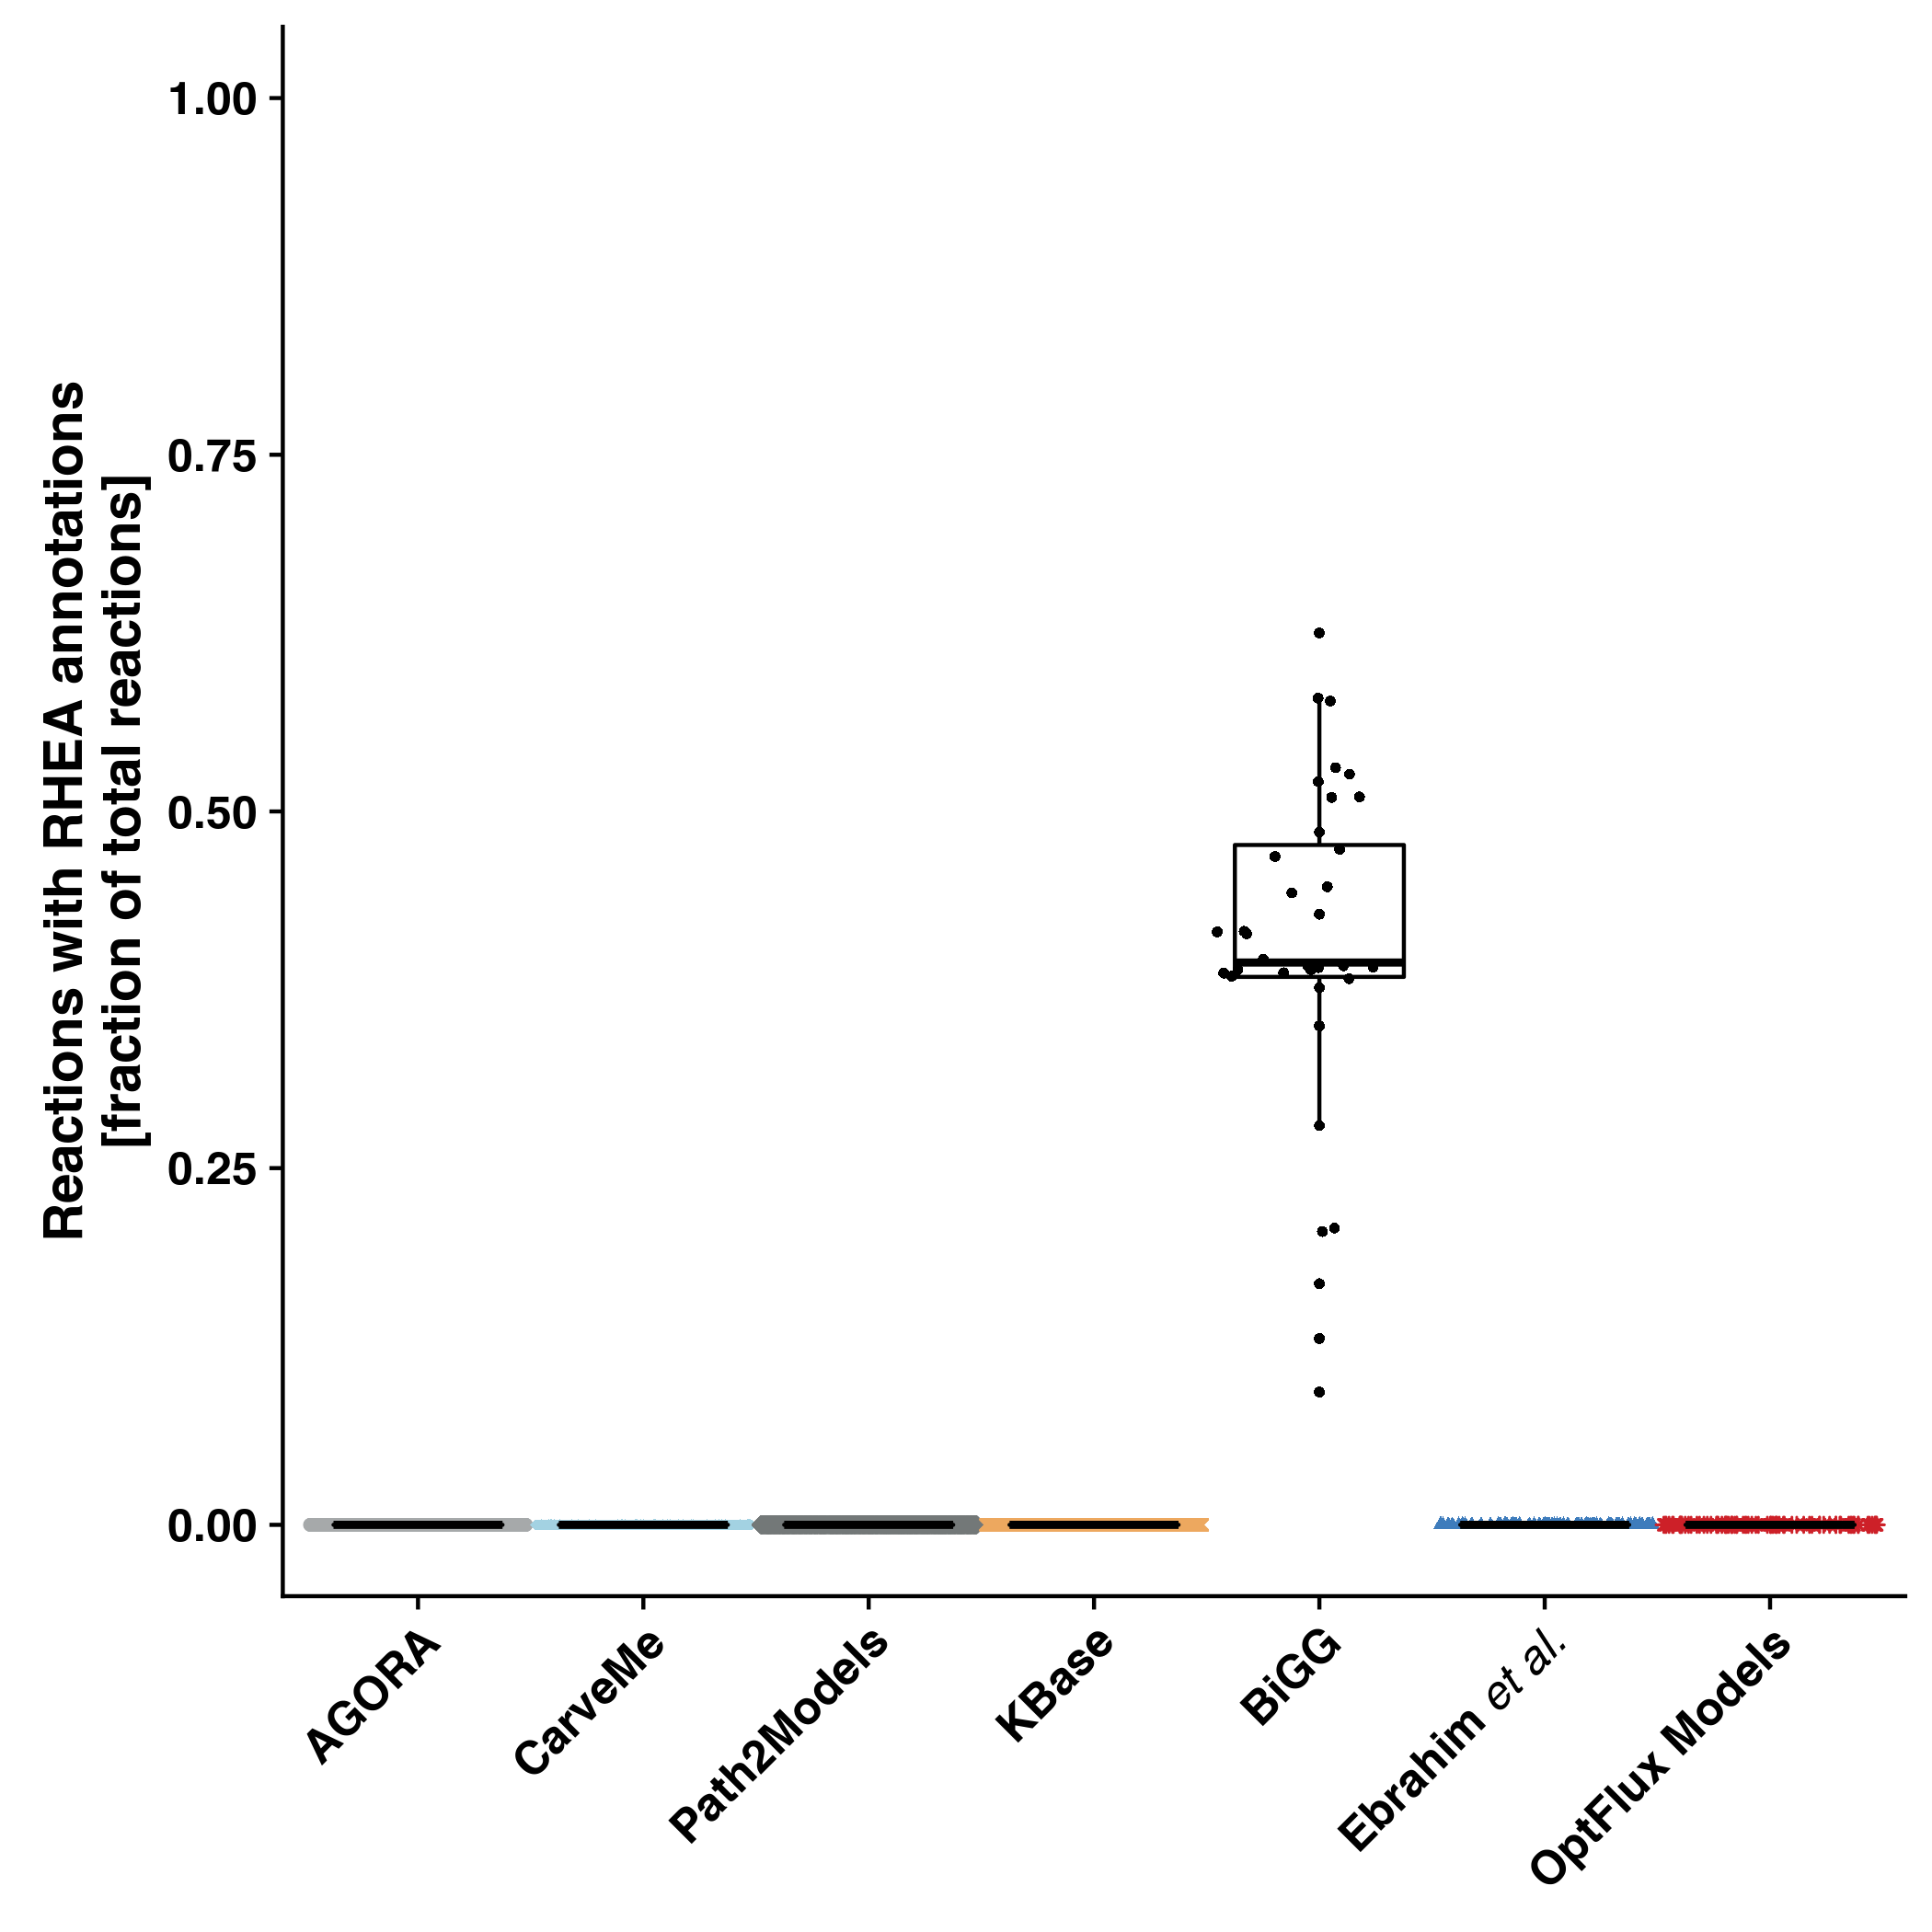 Reactions with RHEA annotations
[fraction of total reactions]
1.00
0.75
0.50
0.25
0.00
AGORA
CarveMe
Path2Models
KBase
BiGG
Ebrahim et al.
OptFlux Models